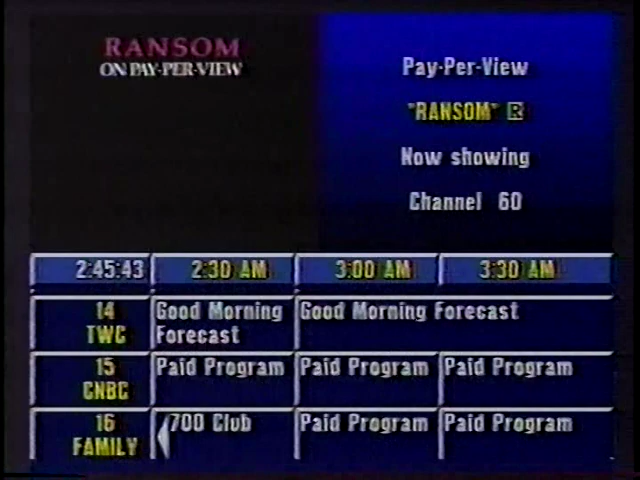 RANSOM
ON PAY-PER-VIEW
Pay-Per-View
"RANSOM" R
Now showing
Channel 60
2:45:43 2:30 AM 3:00 AM 3:30 AM
14 TWC
Good Morning Forecast
Good Morning Forecast
15 CNBC
Paid Program
Paid Program
Paid Program
16 FAMILY
700 Club
Paid Program
Paid Program